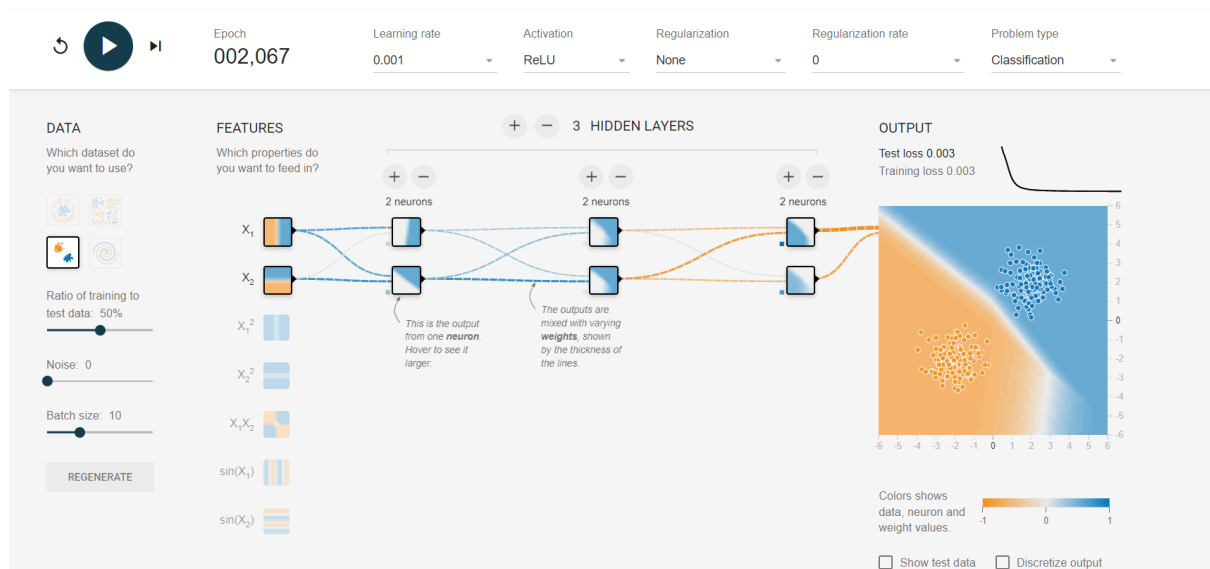 Epoch
002,067
Learning rate
0.001
Activation
ReLU
Regularization
None
Regularization rate
0
Problem type
Classification
DATA
Which dataset do
you want to use?
Ratio of training to
test data: 50%
Noise: 0
Batch size: 10
REGENERATE
FEATURES
Which properties do
you want to feed in?
X₁
X₂
X₁²
X₂²
X₁X₂
sin(X₁)
sin(X₂)
+ − 3 HIDDEN LAYERS
+ −
2 neurons
+ −
2 neurons
+ −
2 neurons
This is the output
from one neuron.
Hover to see it
larger.
The outputs are
mixed with varying
weights, shown
by the thickness of
the lines.
OUTPUT
Test loss 0.003
Training loss 0.003
6
5
4
3
2
1
0
-1
-2
-3
-4
-5
-6
-6 -5 -4 -3 -2 -1 0 1 2 3 4 5 6
Colors shows
data, neuron and
weight values.
-1 0 1
Show test data
Discretize output